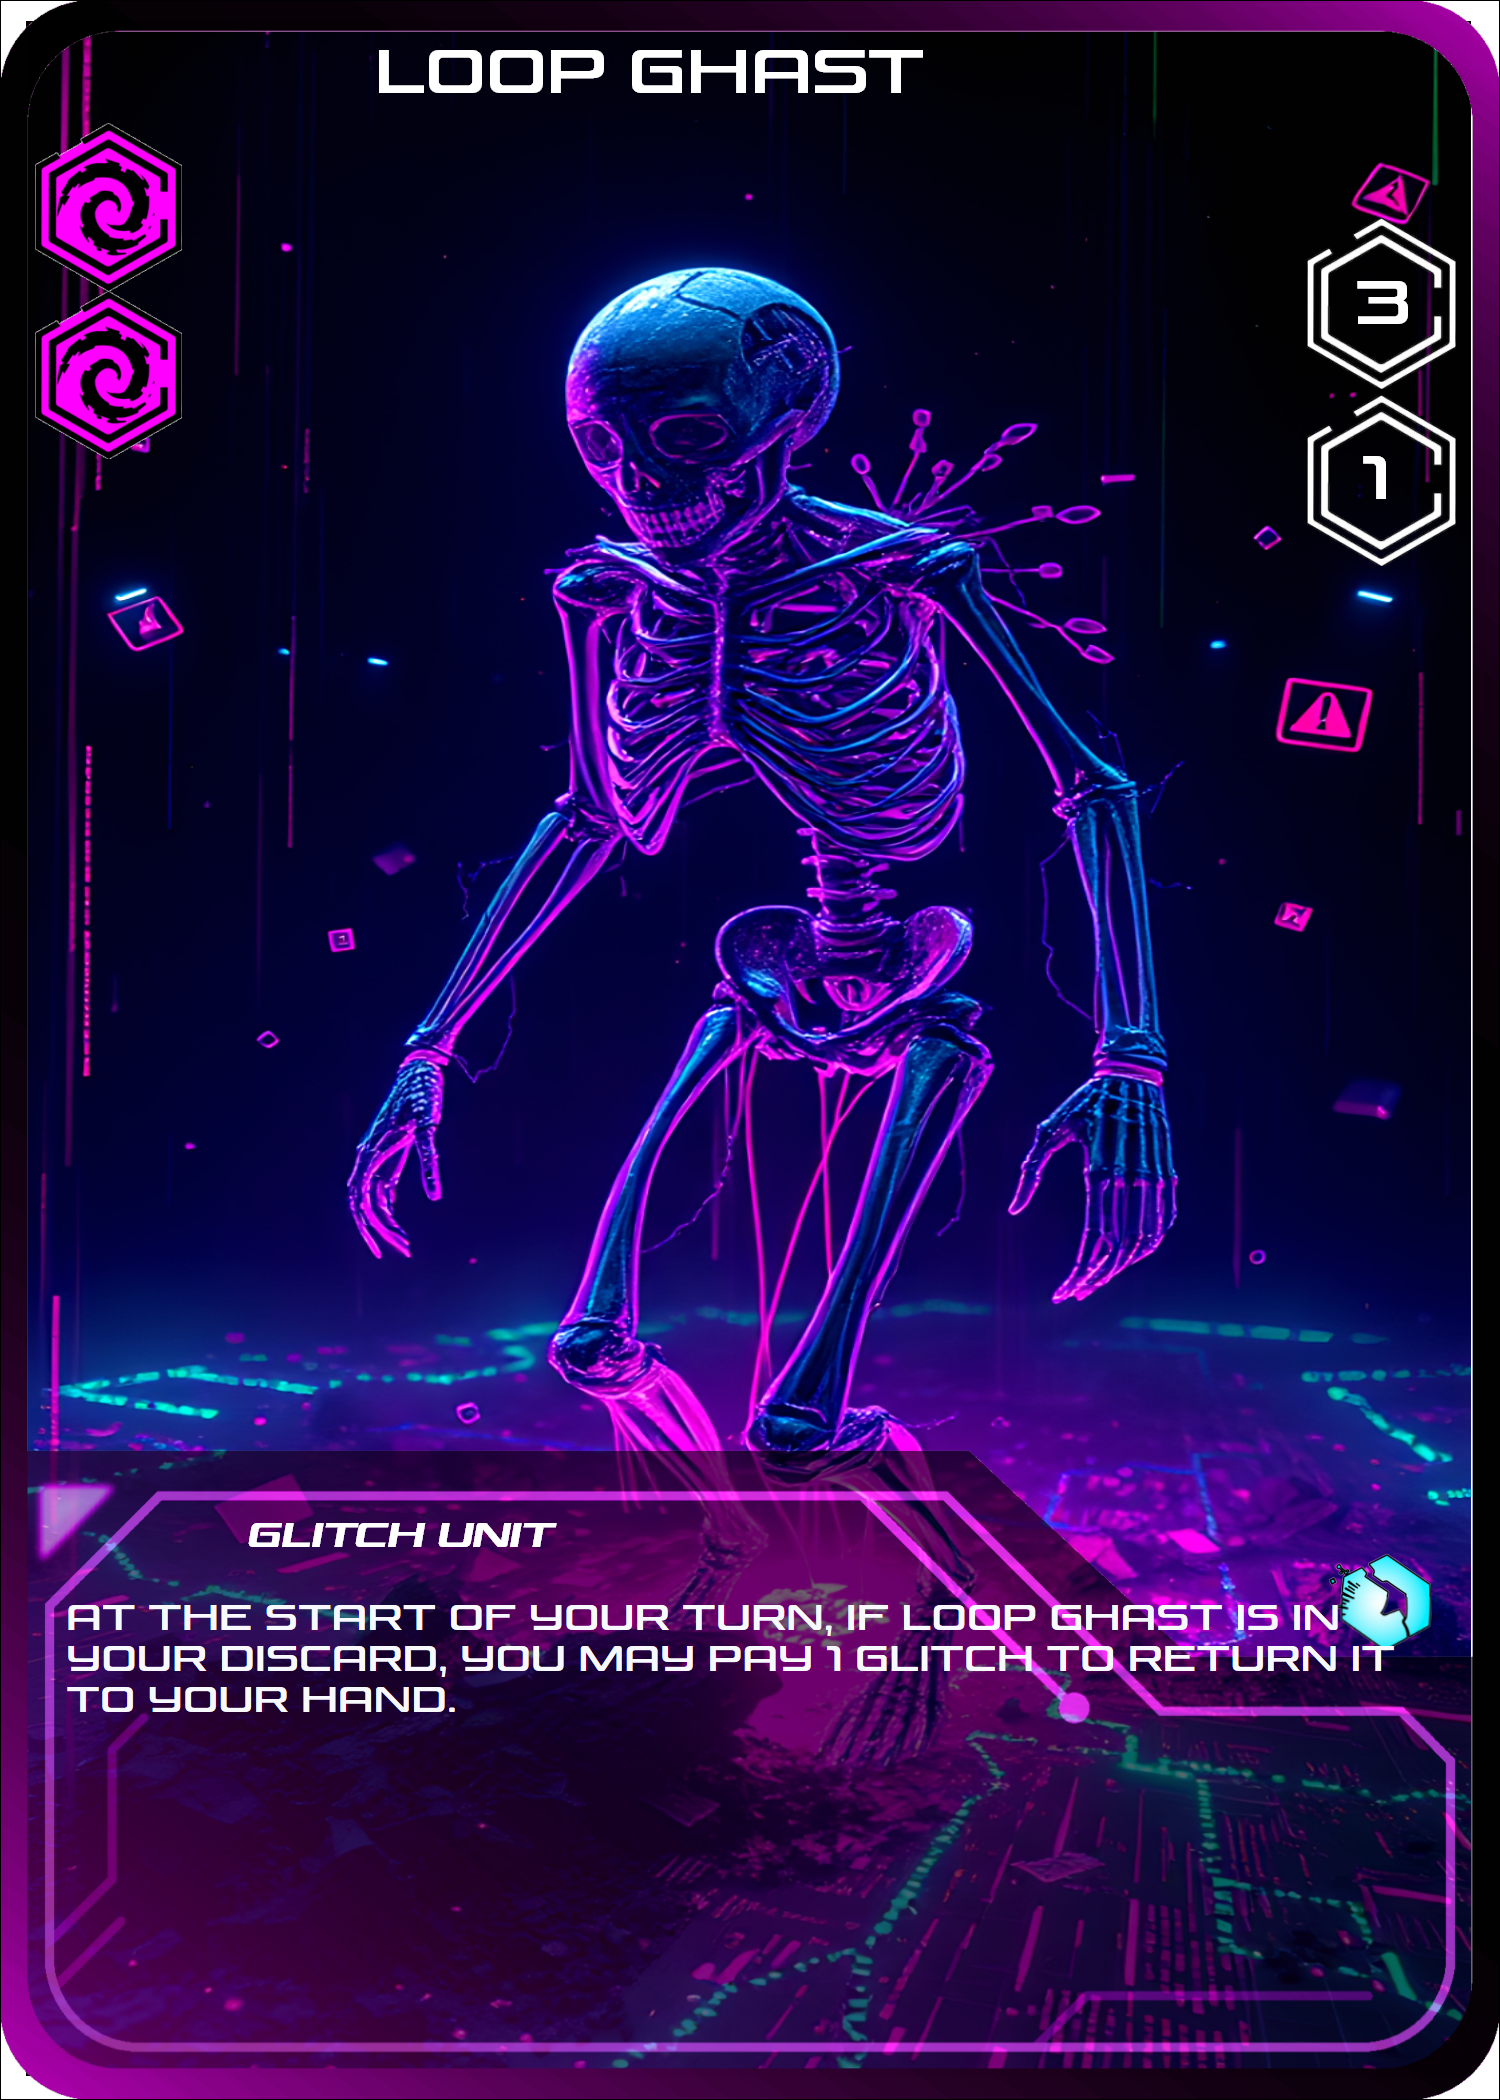 LOOP GHAST
3
1
GLITCH UNIT
AT THE START OF YOUR TURN, IF LOOP GHAST IS IN
YOUR DISCARD, YOU MAY PAY 1 GLITCH TO RETURN IT
TO YOUR HAND.